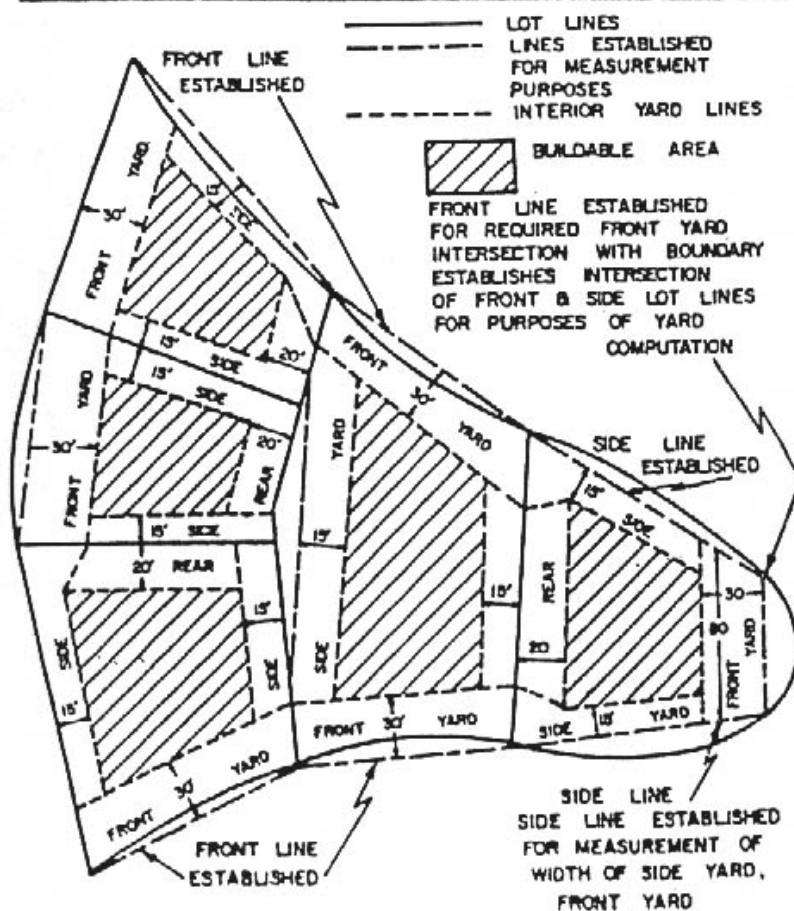 LOT LINES
LINES ESTABLISHED
FOR MEASUREMENT
PURPOSES
INTERIOR YARD LINES
BUILDABLE AREA
FRONT LINE
ESTABLISHED
FRONT LINE ESTABLISHED
FOR REQUIRED FRONT YARD
INTERSECTION WITH BOUNDARY
ESTABLISHES INTERSECTION
OF FRONT & SIDE LOT LINES
FOR PURPOSES OF YARD
COMPUTATION
YARD
30'
FRONT
15'
SIDE
20'
15'
SIDE
15'
SIDE
YARD
30'
FRONT
20'
REAR
15'
SIDE
20'
REAR
SIDE
15'
15'
SIDE
FRONT
30'
YARD
FRONT
30'
YARD
YARD
15'
SIDE
15'
FRONT
30'
YARD
SIDE LINE
ESTABLISHED
15'
SIDE
REAR
20
30
80
FRONT YARD
SIDE
15'
YARD
FRONT LINE
ESTABLISHED
SIDE LINE
SIDE LINE ESTABLISHED
FOR MEASUREMENT OF
WIDTH OF SIDE YARD,
FRONT YARD